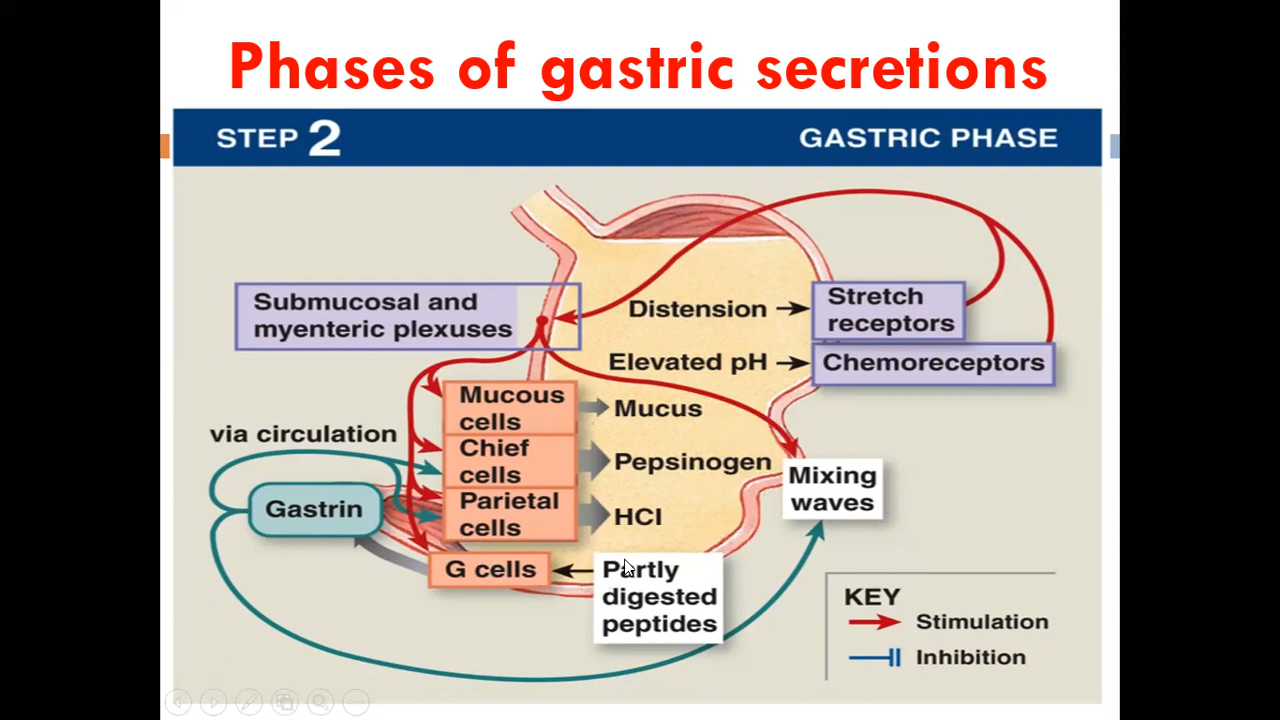 Phases of gastric secretions
STEP 2
GASTRIC PHASE
Submucosal and
myenteric plexuses
Distension
Stretch
receptors
Elevated pH
Chemoreceptors
Mucous
cells
Mucus
via circulation
Chief
cells
Pepsinogen
Gastrin
Parietal
cells
HCl
Mixing
waves
G cells
Partly
digested
peptides
KEY
Stimulation
Inhibition